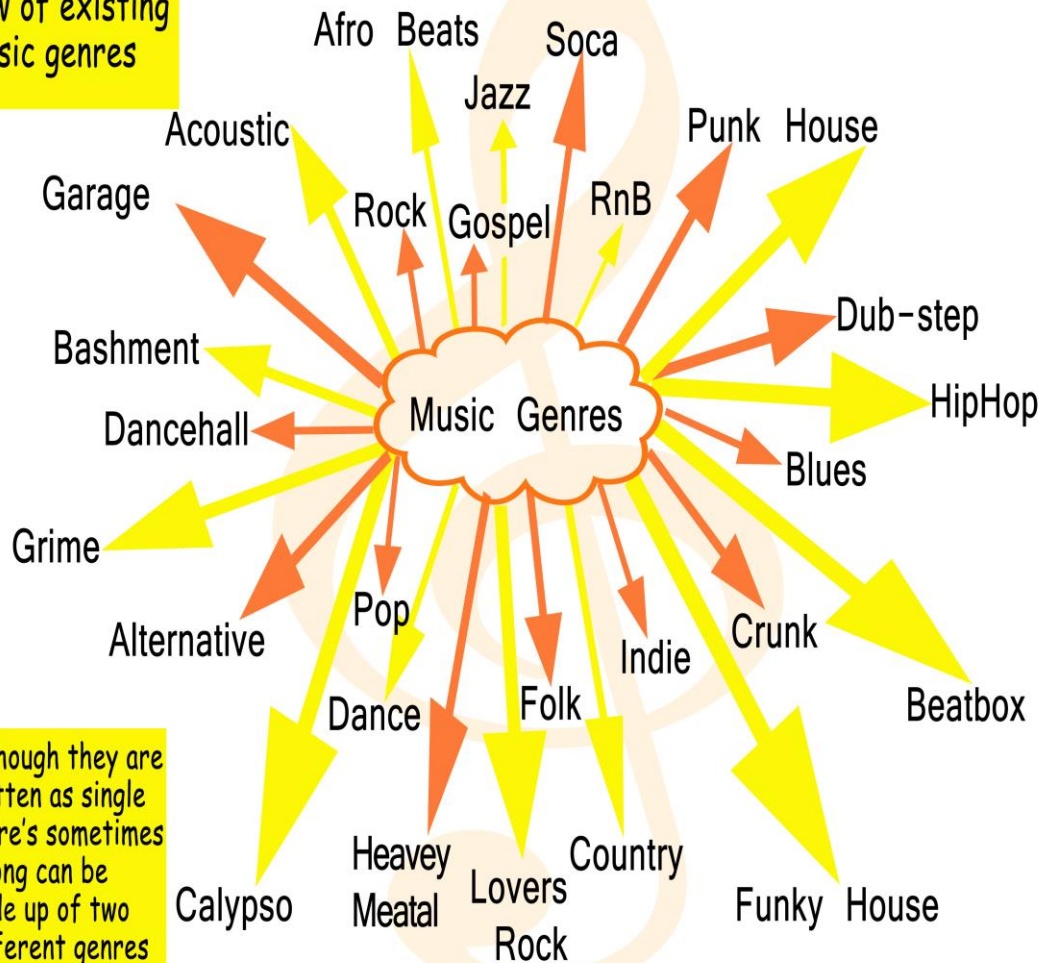 of existing
sic genres
Afro Beats
Soca
Jazz
Acoustic
Punk House
Garage
Rock
Gospel
RnB
Dub-step
Bashment
HipHop
Music Genres
Dancehall
Blues
Grime
Pop
Alternative
Crunk
Indie
Dance
Folk
Beatbox
Heavey
Meatal
Lovers
Rock
Country
Calypso
Funky House
hough they are
tten as single
re's sometimes
ong can be
le up of two
ferent genres